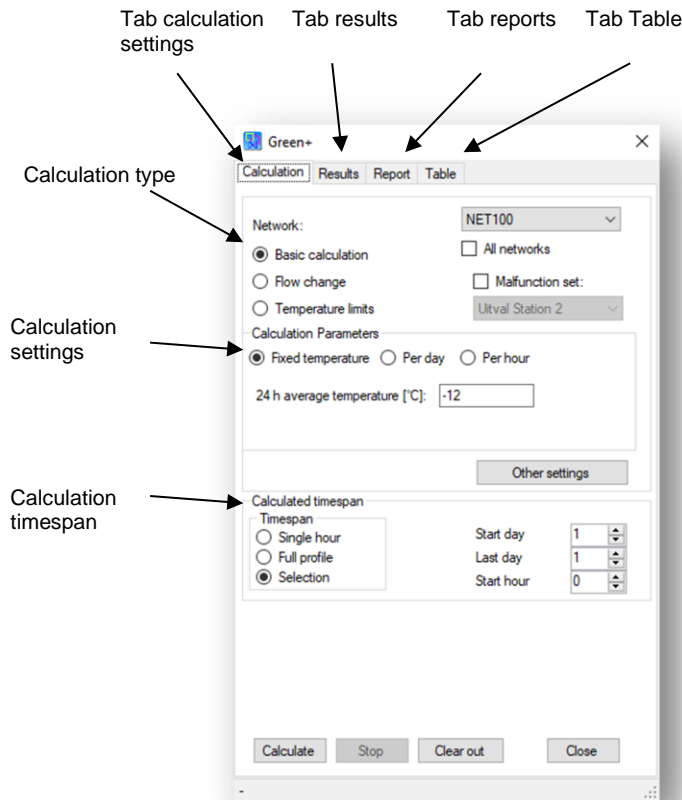 Tab calculation
settings
Tab results
Tab reports
Tab Table
Green+
Calculation Results Report Table
Calculation type
Network: NET100
Basic calculation All networks
Flow change Malfunction set:
Temperature limits Uitval Station 2
Calculation
settings
Calculation Parameters
Fixed temperature Per day Per hour
24 h average temperature [°C]: -12
Other settings
Calculation
timespan
Calculated timespan
Timespan
Single hour Start day 1
Full profile Last day 1
Selection Start hour 0
Calculate Stop Clear out Close
-